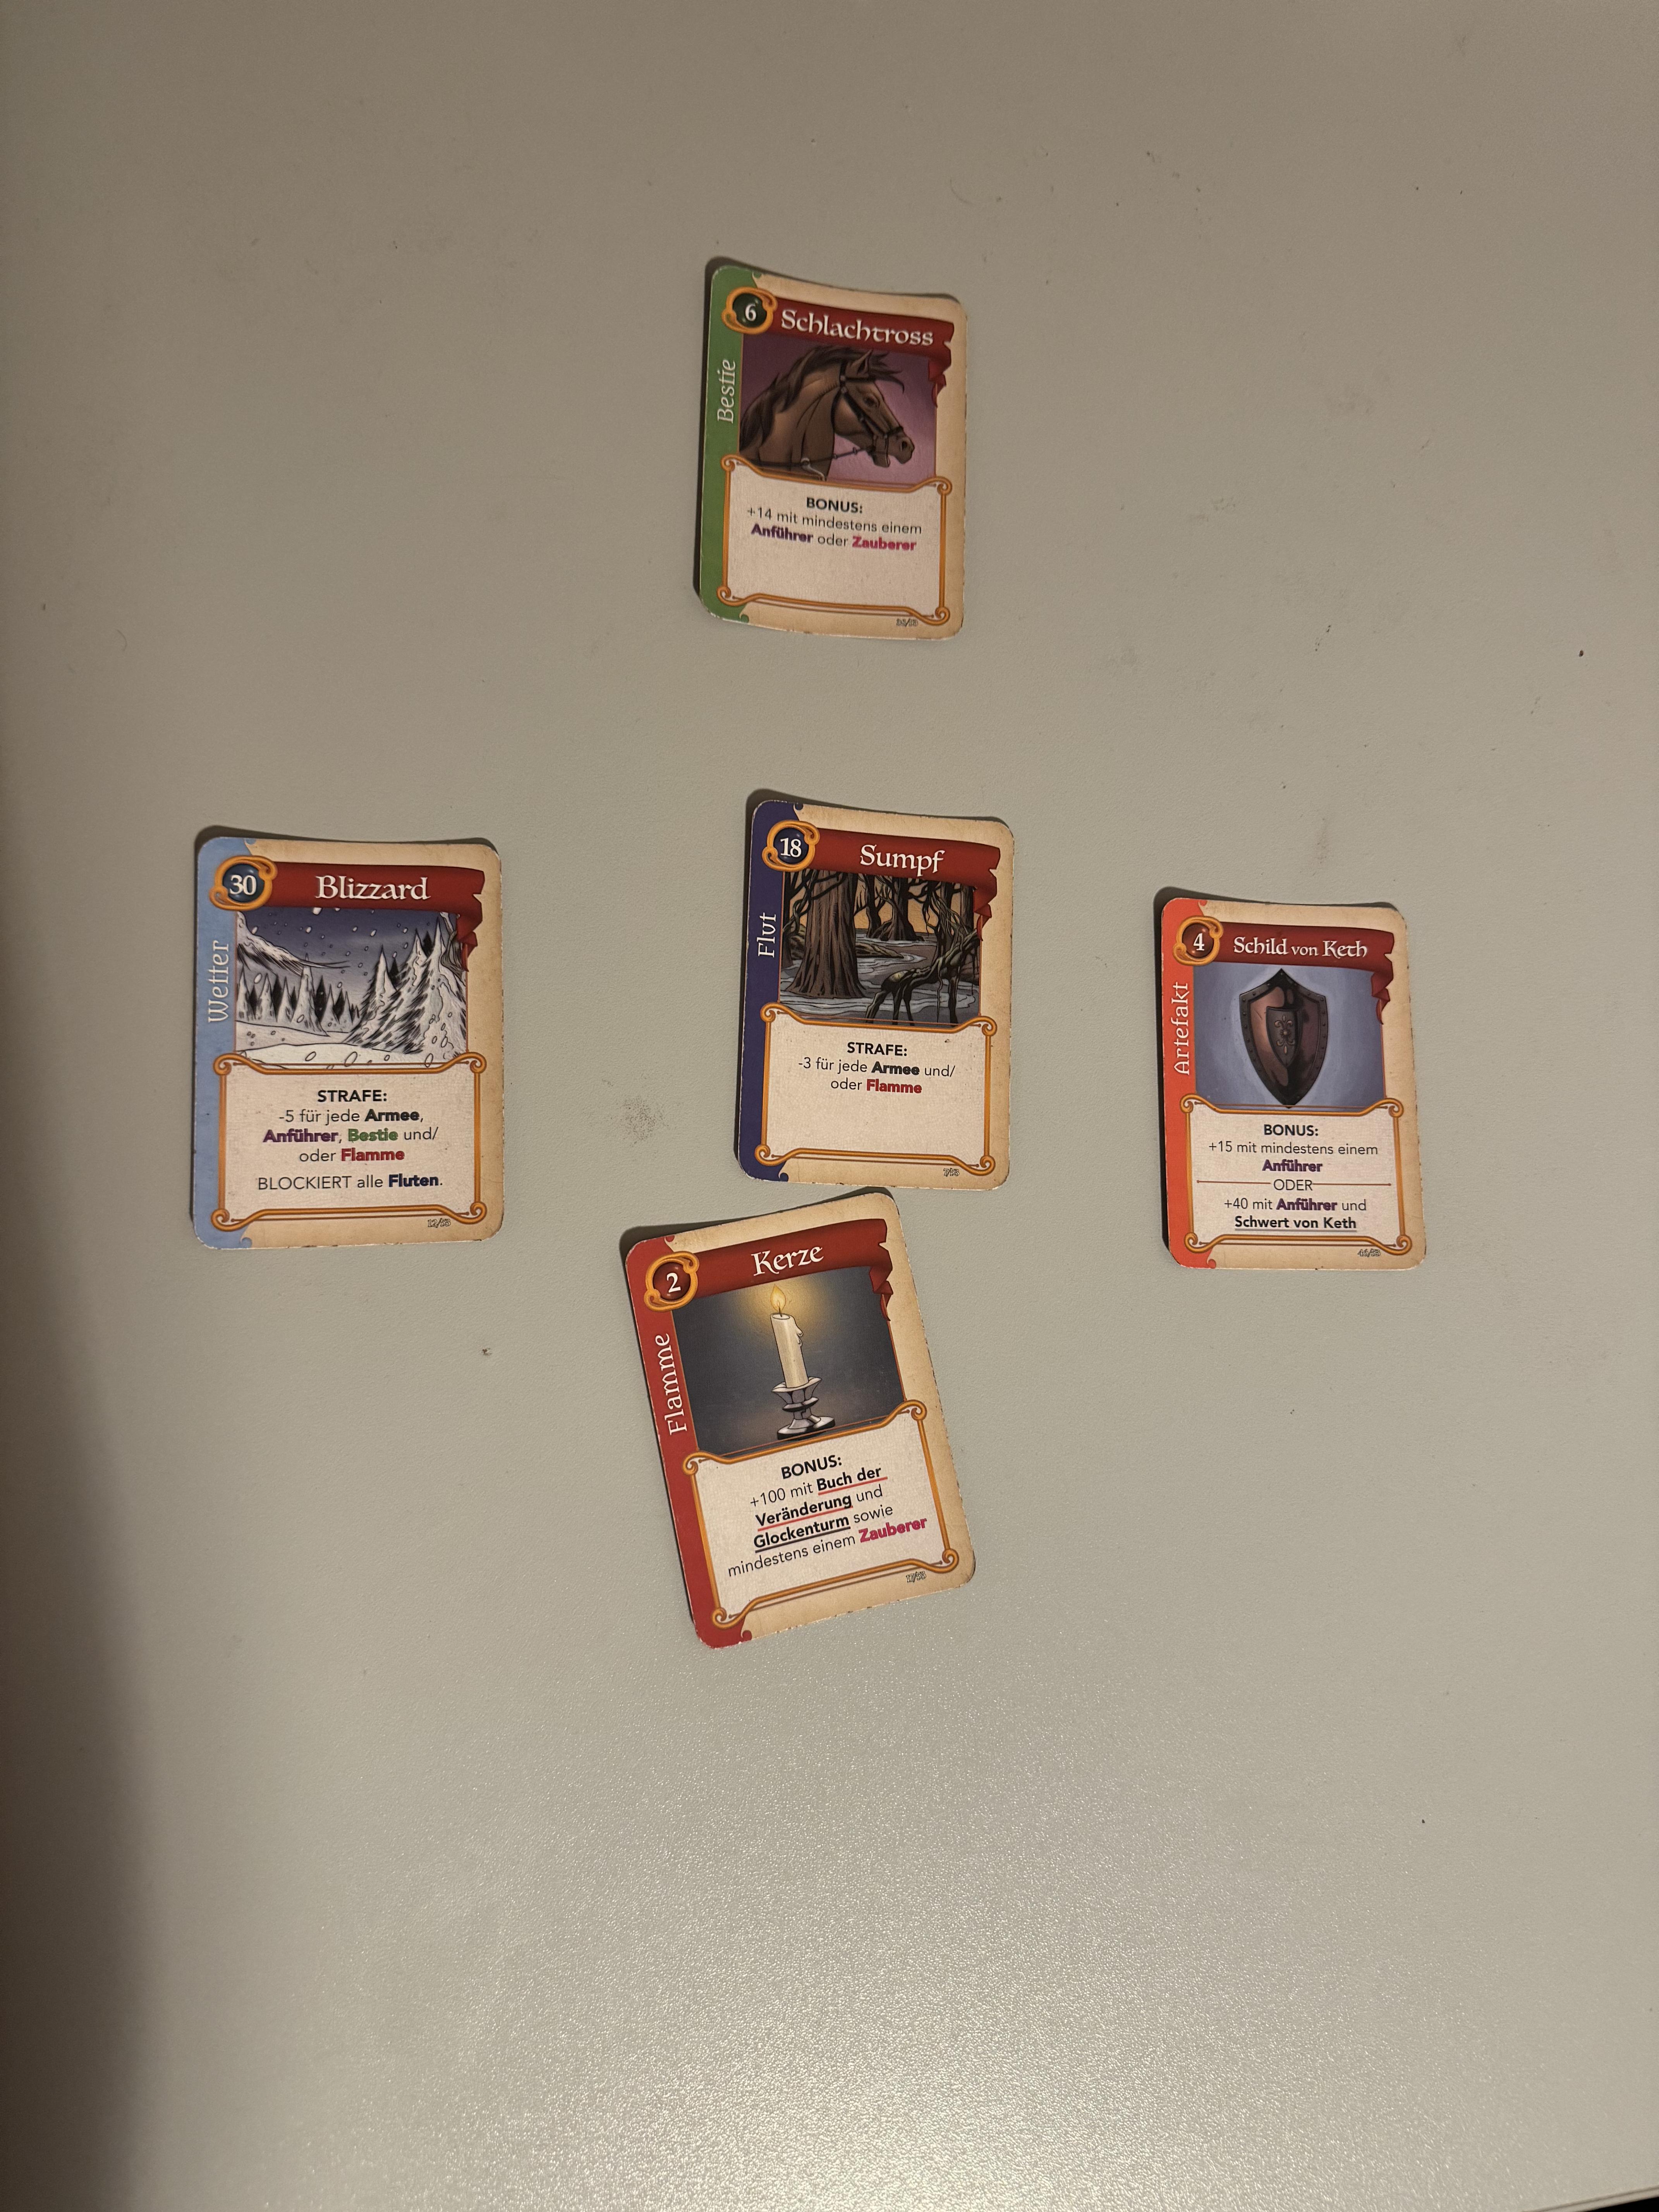 6
Schlachtross
Bestie
BONUS:
+14 mit mindestens einem
Anführer oder Zauberer
30
Blizzard
Wetter
STRAFE:
-5 für jede Armee,
Anführer, Bestie und/
oder Flamme
BLOCKIERT alle Fluten.
18
Sumpf
Flut
STRAFE:
-3 für jede Armee und/
oder Flamme
4
Schild von Keth
Artefakt
BONUS:
+15 mit mindestens einem
Anführer
ODER
+40 mit Anführer und
Schwert von Keth
2
Kerze
Flamme
BONUS:
+100 mit Buch der
Veränderung und
Glockenturm sowie
mindestens einem Zauberer